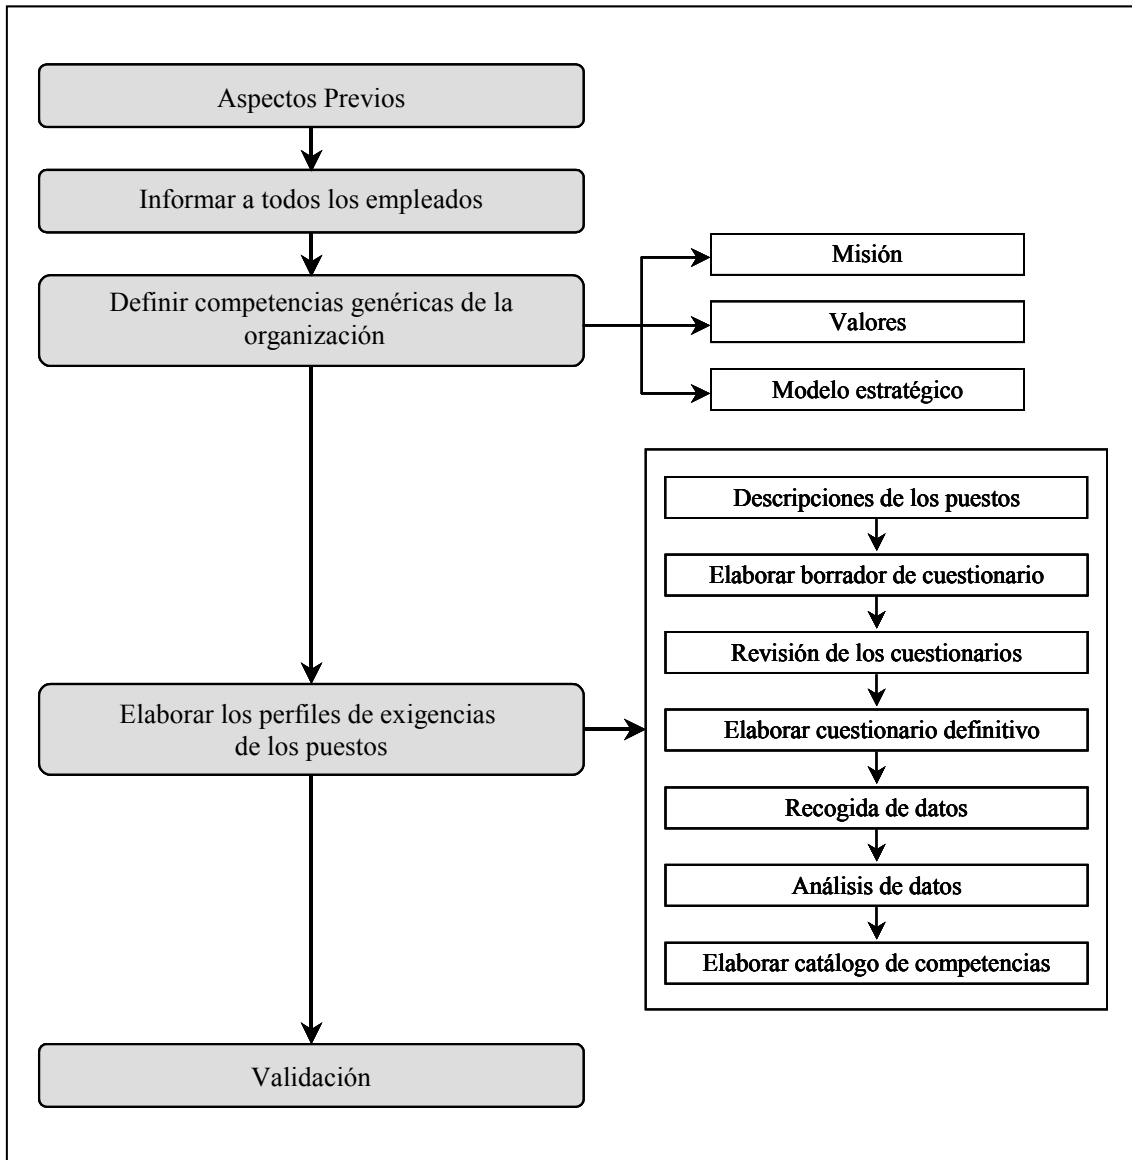 Aspectos Previos
Informar a todos los empleados
Definir competencias genéricas de la
organización
Misión
Valores
Modelo estratégico
Elaborar los perfiles de exigencias
de los puestos
Descripciones de los puestos
Elaborar borrador de cuestionario
Revisión de los cuestionarios
Elaborar cuestionario definitivo
Recogida de datos
Análisis de datos
Elaborar catálogo de competencias
Validación